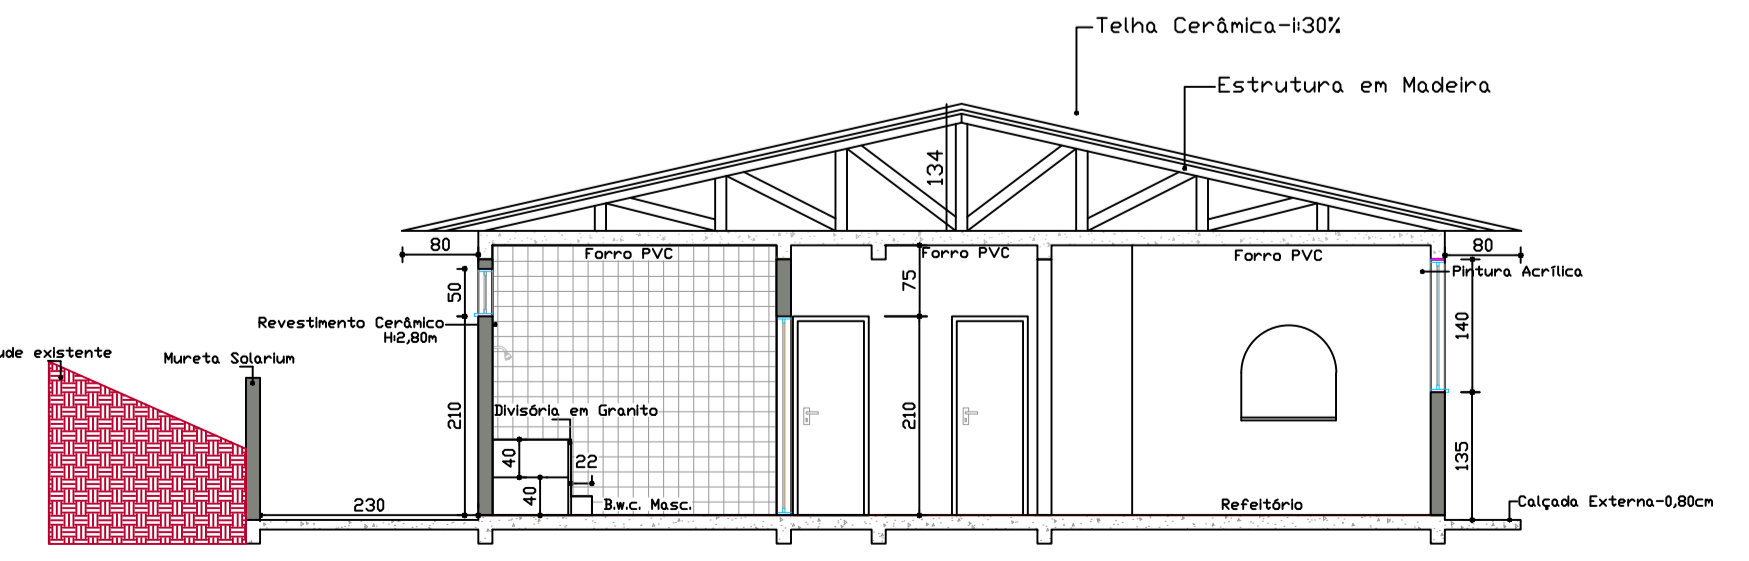 Telha Cerâmica-i:30%
Estrutura em Madeira
134
80
80
Forro PVC
Forro PVC
Forro PVC
Pintura Acrílica
50
75
140
Revestimento Cerâmico
H:2,80m
ude existente
Mureta Solarium
210
Divisória em Granito
210
135
40
22
40
230
B.w.c. Masc.
Refeitório
Calçada Externa-0,80cm